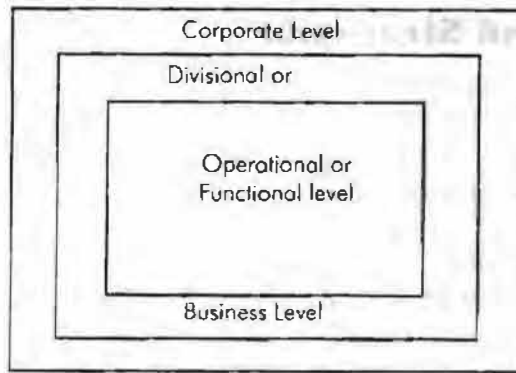 Corporate Level
Divisional or
Operational or
Functional level
Business Level